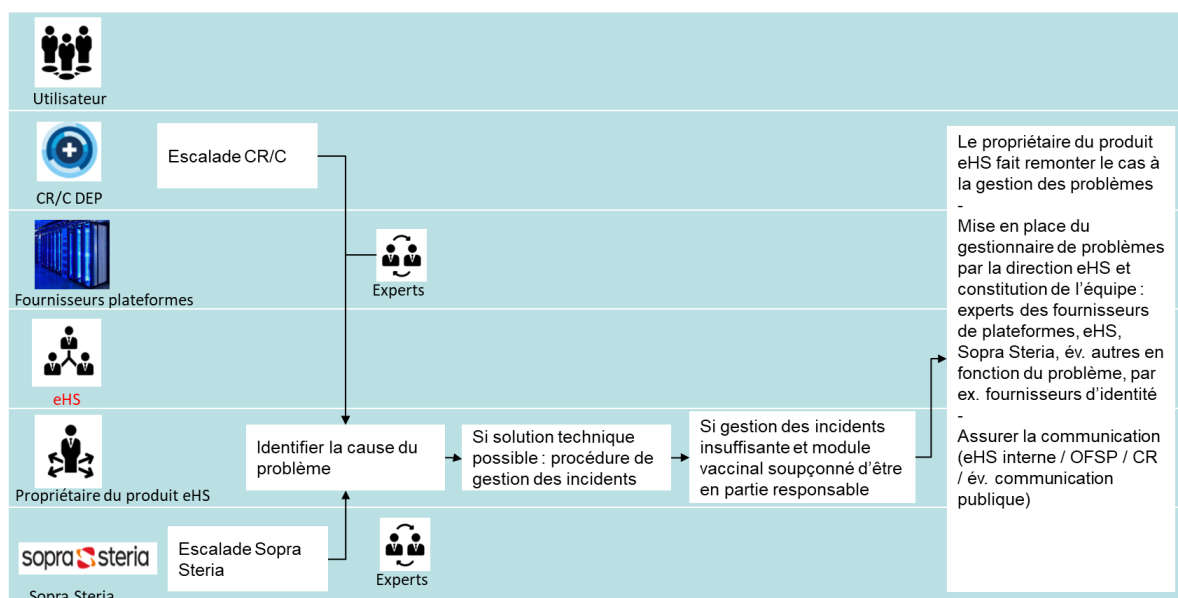 Utilisateur
CR/C DEP
Escalade CR/C
Fournisseurs plateformes
Experts
eHS
Propriétaire du produit eHS
Identifier la cause du
problème
Si solution technique
possible : procédure de
gestion des incidents
Si gestion des incidents
insuffisante et module
vaccinal soupçonné d’être
en partie responsable
Le propriétaire du produit
eHS fait remonter le cas à
la gestion des problèmes
-
Mise en place du
gestionnaire de problèmes
par la direction eHS et
constitution de l’équipe :
experts des fournisseurs
de plateformes, eHS,
Sopra Steria, év. autres en
fonction du problème, par
ex. fournisseurs d’identité
-
Assurer la communication
(eHS interne / OFSP / CR
/ év. communication
publique)
sopra steria
Sopra Steria
Escalade Sopra
Steria
Experts